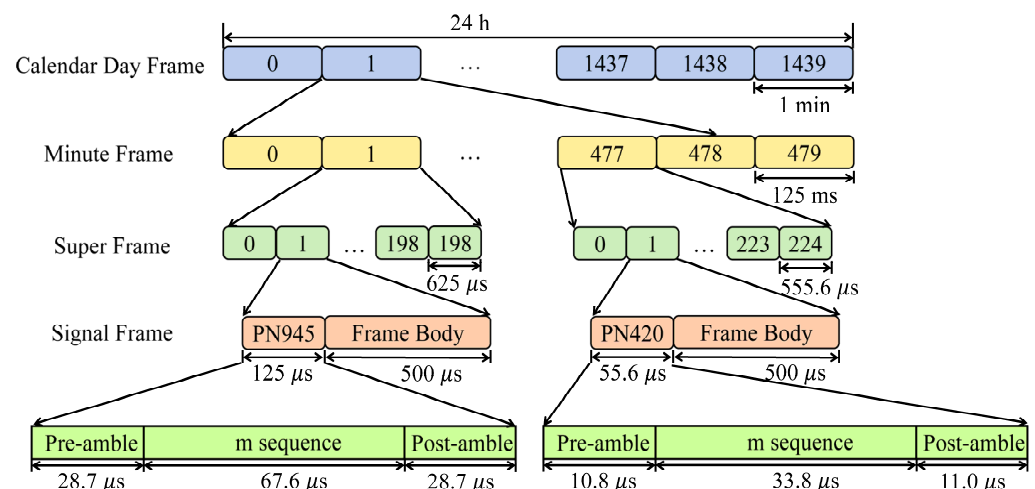 24 h
Calendar Day Frame 0 1 … 1437 1438 1439
1 min
Minute Frame 0 1 … 477 478 479
125 ms
Super Frame 0 1 … 198 198 0 1 … 223 224
625 μs 555.6 μs
Signal Frame PN945 Frame Body PN420 Frame Body
125 μs 500 μs 55.6 μs 500 μs
Pre-amble m sequence Post-amble Pre-amble m sequence Post-amble
28.7 μs 67.6 μs 28.7 μs 10.8 μs 33.8 μs 11.0 μs